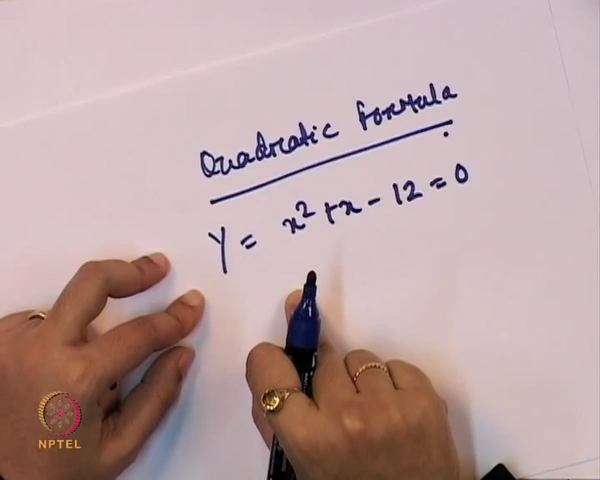 Quadratic Formula
Y = x² + x - 12 = 0
NPTEL